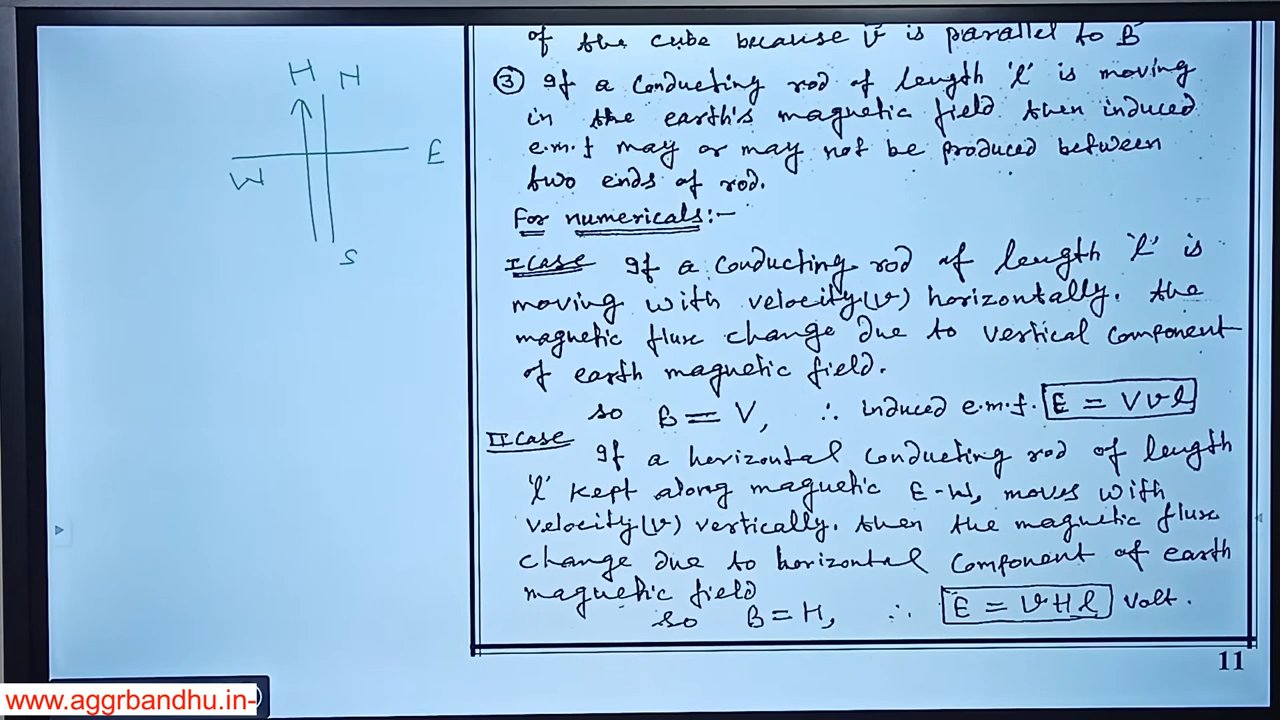 H N
E
W
S
of the cube because v̄ is parallel to B̄
③ If a conducting rod of length 'l' is moving
in the earth's magnetic field then induced
e.m.f may or may not be produced between
two ends of rod.
For numericals:-
I case If a conducting rod of length 'l' is
moving with velocity(v) horizontally. the
magnetic flux change due to vertical component
of earth magnetic field.
so B = V, ∴ induced e.m.f. E = Vvl
II case If a horizontal conducting rod of length
'l' kept along magnetic E-W, moves with
velocity(v) vertically. then the magnetic flux
change due to horizontal component of earth
magnetic field
so B = H, ∴ E = vHl volt.
11
www.aggrbandhu.in-